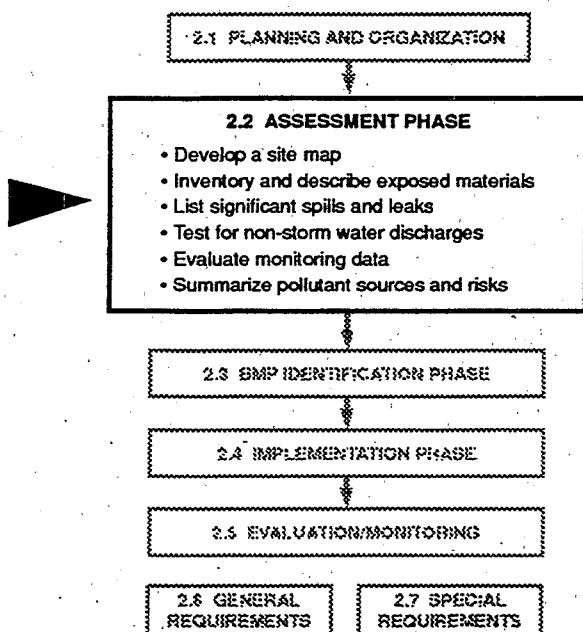 2.1 PLANNING AND ORGANIZATION
2.2 ASSESSMENT PHASE
• Develop a site map
• Inventory and describe exposed materials
• List significant spills and leaks
• Test for non-storm water discharges
• Evaluate monitoring data
• Summarize pollutant sources and risks
2.3 BMP IDENTIFICATION PHASE
2.4 IMPLEMENTATION PHASE
2.5 EVALUATION/MONITORING
2.6 GENERAL
REQUIREMENTS
2.7 SPECIAL
REQUIREMENTS